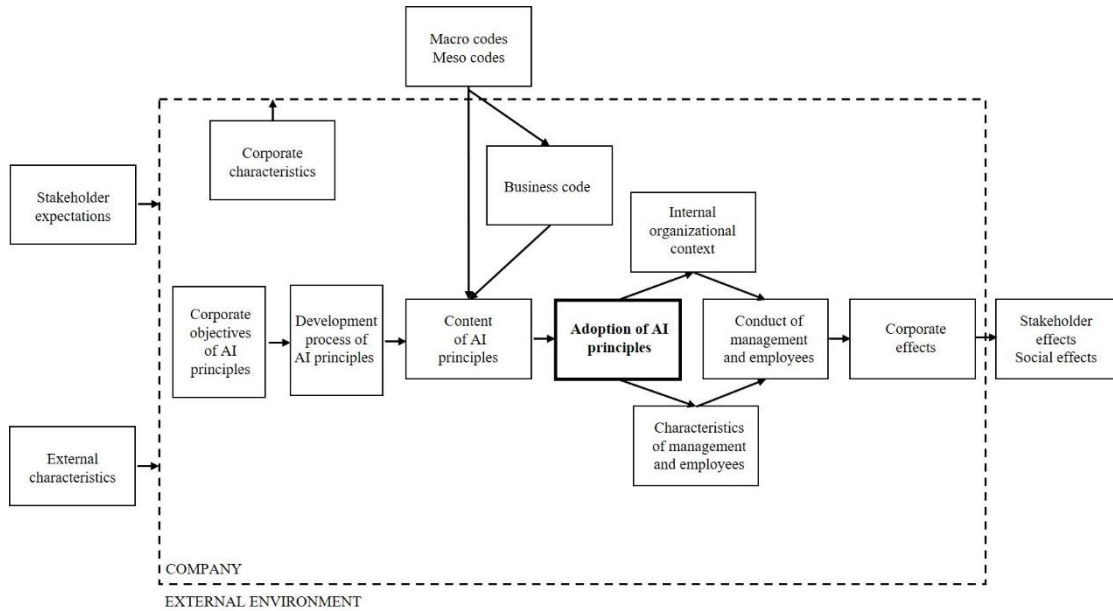 Macro codes
Meso codes
Corporate
characteristics
Business code
Stakeholder
expectations
Internal
organizational
context
Corporate
objectives
of AI
principles
Development
process of
AI principles
Content
of AI
principles
Adoption of AI
principles
Conduct of
management
and employees
Corporate
effects
Stakeholder
effects
Social effects
Characteristics
of management
and employees
External
characteristics
COMPANY
EXTERNAL ENVIRONMENT